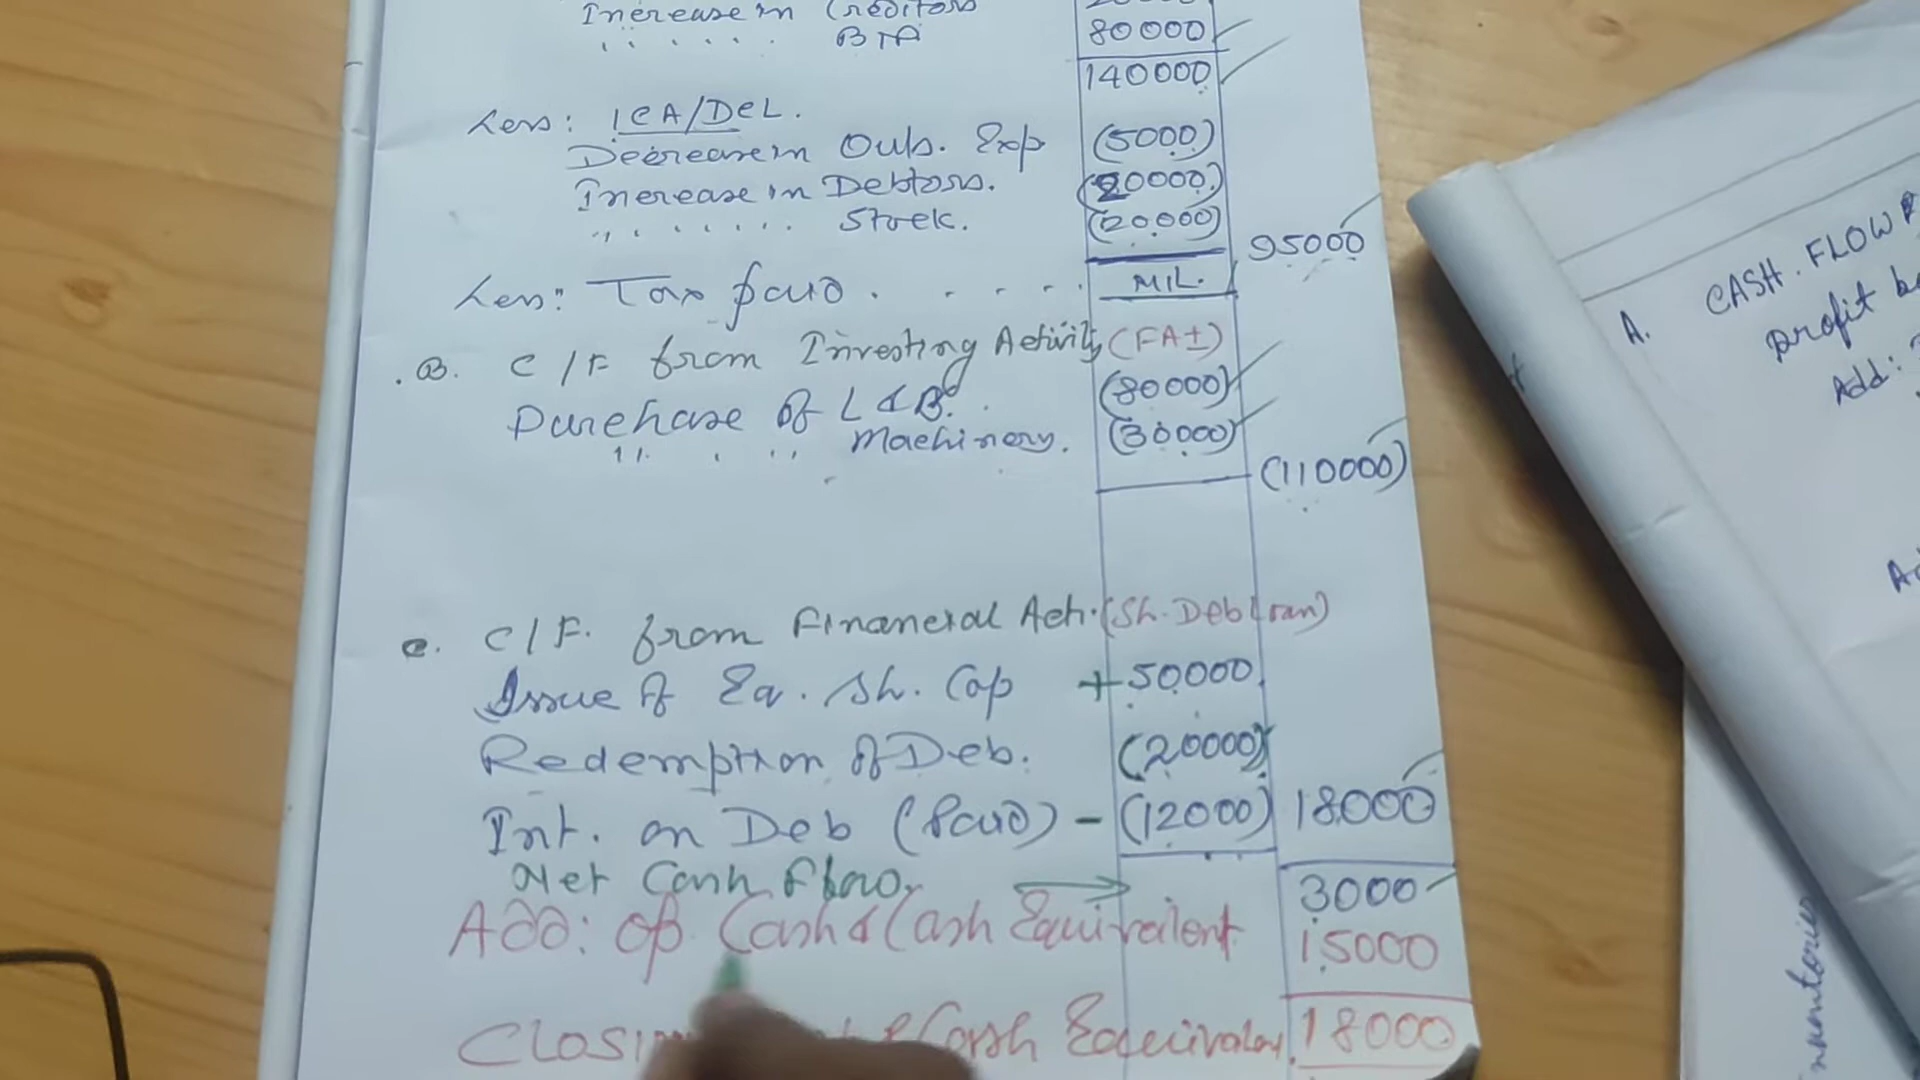 Increase in Creditors
" " " B/A 80000
140000
Less: ICA/DCL.
Decrease in Outs. Exp (5000)
Increase in Debtors. (20000)
" " " Stock. (20000)
95000
Less: Tax paid. . . . . NIL.
B. C/F from Investing Activity (FA±)
Purchase of L & B. (80000)
" " " Machinery. (30000)
(110000)
C. C/F. from Financial Acti. (Sh. Deb Loan)
Issue of Eq. Sh. Cap + 50000
Redemption of Deb. (20000)
Int. on Deb (Paid) - (12000) 18000
Net Cash Flow. → 3000
Add: op Cash & Cash Equivalent 15000
Cash Equivalent. 18000
CASH FLOW
A. profit
Add: